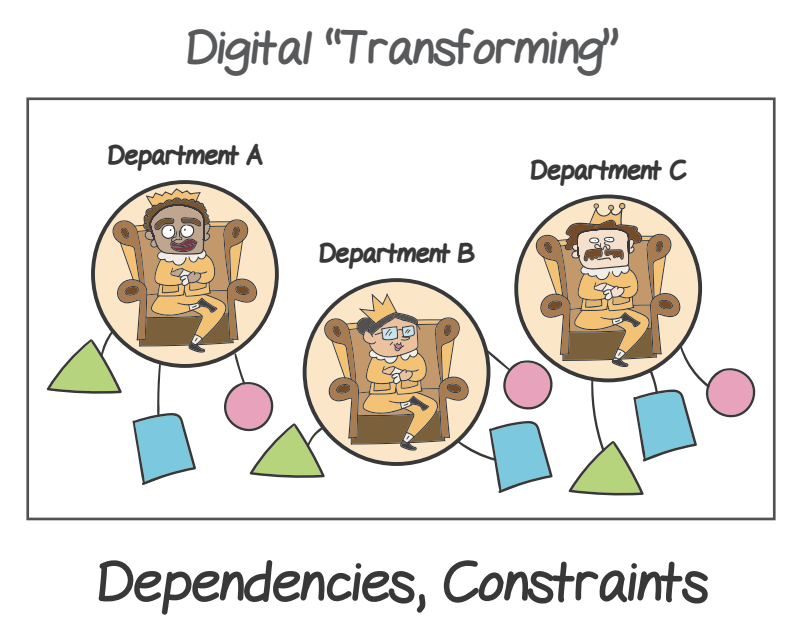 Digital “Transforming”
Department A
Department C
Department B
Dependencies, Constraints